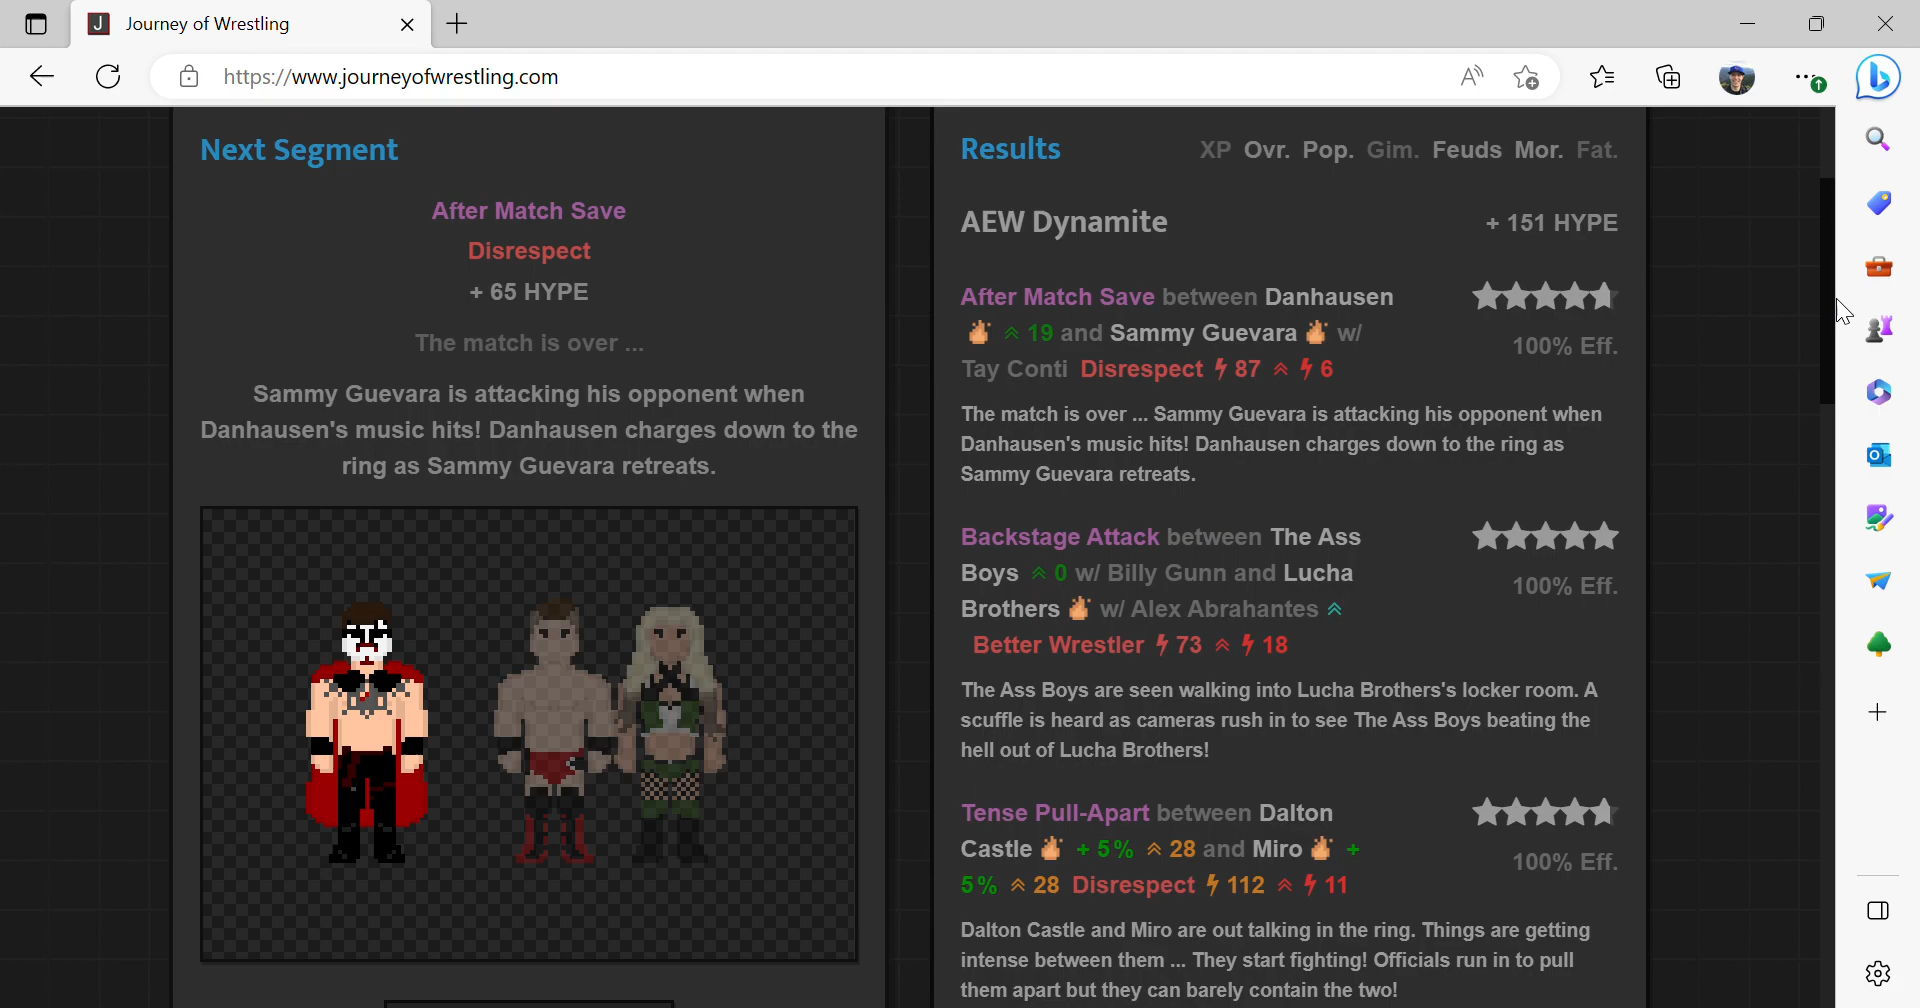 Journey of Wrestling
https://www.journeyofwrestling.com
Next Segment
After Match Save
Disrespect
+ 65 HYPE
The match is over ...
Sammy Guevara is attacking his opponent when
Danhausen's music hits! Danhausen charges down to the
ring as Sammy Guevara retreats.
Results
XP Ovr. Pop. Gim. Feuds Mor. Fat.
AEW Dynamite
+ 151 HYPE
After Match Save between Danhausen
19 and Sammy Guevara w/
Tay Conti Disrespect 87 6
100% Eff.
The match is over ... Sammy Guevara is attacking his opponent when
Danhausen's music hits! Danhausen charges down to the ring as
Sammy Guevara retreats.
Backstage Attack between The Ass
Boys 0 w/ Billy Gunn and Lucha
Brothers w/ Alex Abrahantes
Better Wrestler 73 18
100% Eff.
The Ass Boys are seen walking into Lucha Brothers's locker room. A
scuffle is heard as cameras rush in to see The Ass Boys beating the
hell out of Lucha Brothers!
Tense Pull-Apart between Dalton
Castle + 5% 28 and Miro +
5% 28 Disrespect 112 11
100% Eff.
Dalton Castle and Miro are out talking in the ring. Things are getting
intense between them ... They start fighting! Officials run in to pull
them apart but they can barely contain the two!